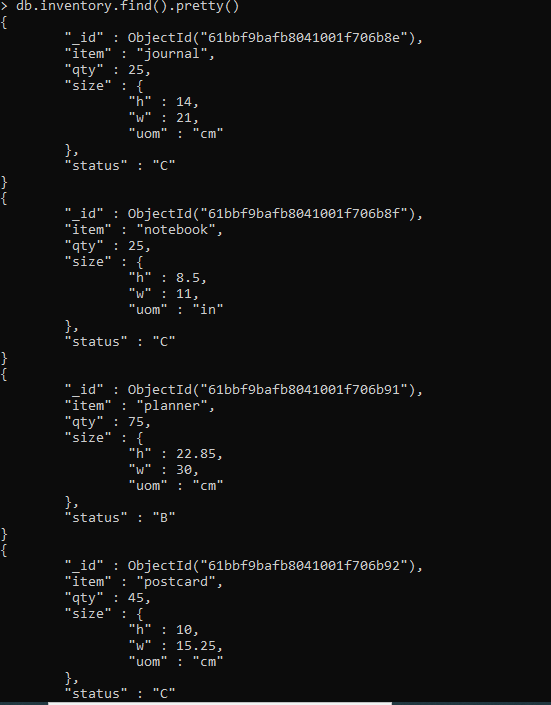 > db.inventory.find().pretty()
{
"_id" : ObjectId("61bbf9bafb8041001f706b8e"),
"item" : "journal",
"qty" : 25,
"size" : {
"h" : 14,
"w" : 21,
"uom" : "cm"
},
"status" : "C"
}
{
"_id" : ObjectId("61bbf9bafb8041001f706b8f"),
"item" : "notebook",
"qty" : 25,
"size" : {
"h" : 8.5,
"w" : 11,
"uom" : "in"
},
"status" : "C"
}
{
"_id" : ObjectId("61bbf9bafb8041001f706b91"),
"item" : "planner",
"qty" : 75,
"size" : {
"h" : 22.85,
"w" : 30,
"uom" : "cm"
},
"status" : "B"
}
{
"_id" : ObjectId("61bbf9bafb8041001f706b92"),
"item" : "postcard",
"qty" : 45,
"size" : {
"h" : 10,
"w" : 15.25,
"uom" : "cm"
},
"status" : "C"